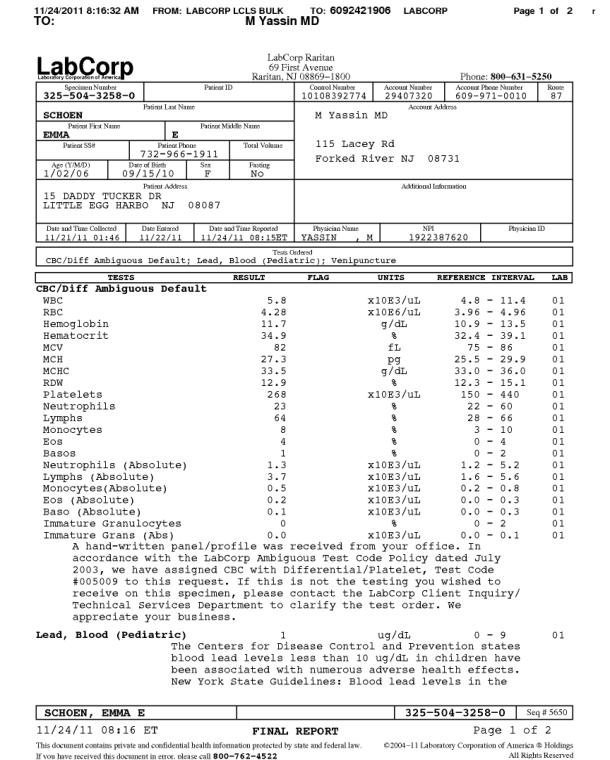 11/24/2011 8:16:32 AM FROM: LABCORP LCLS BULK TO: 6092421906 LABCORP Page 1 of 2 r
TO: M Yassin MD
LabCorp
Laboratory Corporation of America
LabCorp Raritan
69 First Avenue
Raritan, NJ 08869-1800 Phone: 800-631-5250
Specimen Number Patient ID Control Number Account Number Account Phone Number Route
325-504-3258-0 10108392774 29407320 609-971-0010 87
Patient Last Name Account Address
SCHOEN M Yassin MD
Patient First Name Patient Middle Name
EMMA E
Patient SS# Patient Phone Total Volume 115 Lacey Rd
732-966-1911 Forked River NJ 08731
Age (Y/M/D) Date of Birth Sex Fasting
1/02/06 09/15/10 F No
Patient Address Additional Information
15 DADDY TUCKER DR
LITTLE EGG HARBO NJ 08087
Date and Time Collected Date Entered Date and Time Reported Physician Name NPI Physician ID
11/21/11 01:46 11/22/11 11/24/11 08:15ET YASSIN , M 1922387620
Tests Ordered
CBC/Diff Ambiguous Default; Lead, Blood (Pediatric); Venipuncture
TESTS RESULT FLAG UNITS REFERENCE INTERVAL LAB
CBC/Diff Ambiguous Default
WBC 5.8 x10E3/uL 4.8 - 11.4 01
RBC 4.28 x10E6/uL 3.96 - 4.96 01
Hemoglobin 11.7 g/dL 10.9 - 13.5 01
Hematocrit 34.9 % 32.4 - 39.1 01
MCV 82 fL 75 - 86 01
MCH 27.3 pg 25.5 - 29.9 01
MCHC 33.5 g/dL 33.0 - 36.0 01
RDW 12.9 % 12.3 - 15.1 01
Platelets 268 x10E3/uL 150 - 440 01
Neutrophils 23 % 22 - 60 01
Lymphs 64 % 28 - 66 01
Monocytes 8 % 3 - 10 01
Eos 4 % 0 - 4 01
Basos 1 % 0 - 2 01
Neutrophils (Absolute) 1.3 x10E3/uL 1.2 - 5.2 01
Lymphs (Absolute) 3.7 x10E3/uL 1.6 - 5.6 01
Monocytes(Absolute) 0.5 x10E3/uL 0.2 - 0.8 01
Eos (Absolute) 0.2 x10E3/uL 0.0 - 0.3 01
Baso (Absolute) 0.1 x10E3/uL 0.0 - 0.3 01
Immature Granulocytes 0 % 0 - 2 01
Immature Grans (Abs) 0.0 x10E3/uL 0.0 - 0.1 01
A hand-written panel/profile was received from your office. In
accordance with the LabCorp Ambiguous Test Code Policy dated July
2003, we have assigned CBC with Differential/Platelet, Test Code
#005009 to this request. If this is not the testing you wished to
receive on this specimen, please contact the LabCorp Client Inquiry/
Technical Services Department to clarify the test order. We
appreciate your business.
Lead, Blood (Pediatric) 1 ug/dL 0 - 9 01
The Centers for Disease Control and Prevention states
blood lead levels less than 10 ug/dL in children have
been associated with numerous adverse health effects.
New York State Guidelines: Blood lead levels in the
SCHOEN, EMMA E 325-504-3258-0 Seq # 5650
11/24/11 08:16 ET FINAL REPORT Page 1 of 2
This document contains private and confidential health information protected by state and federal law. ©2004-11 Laboratory Corporation of America ® Holdings
If you have received this document in error, please call 800-762-4522 All Rights Reserved